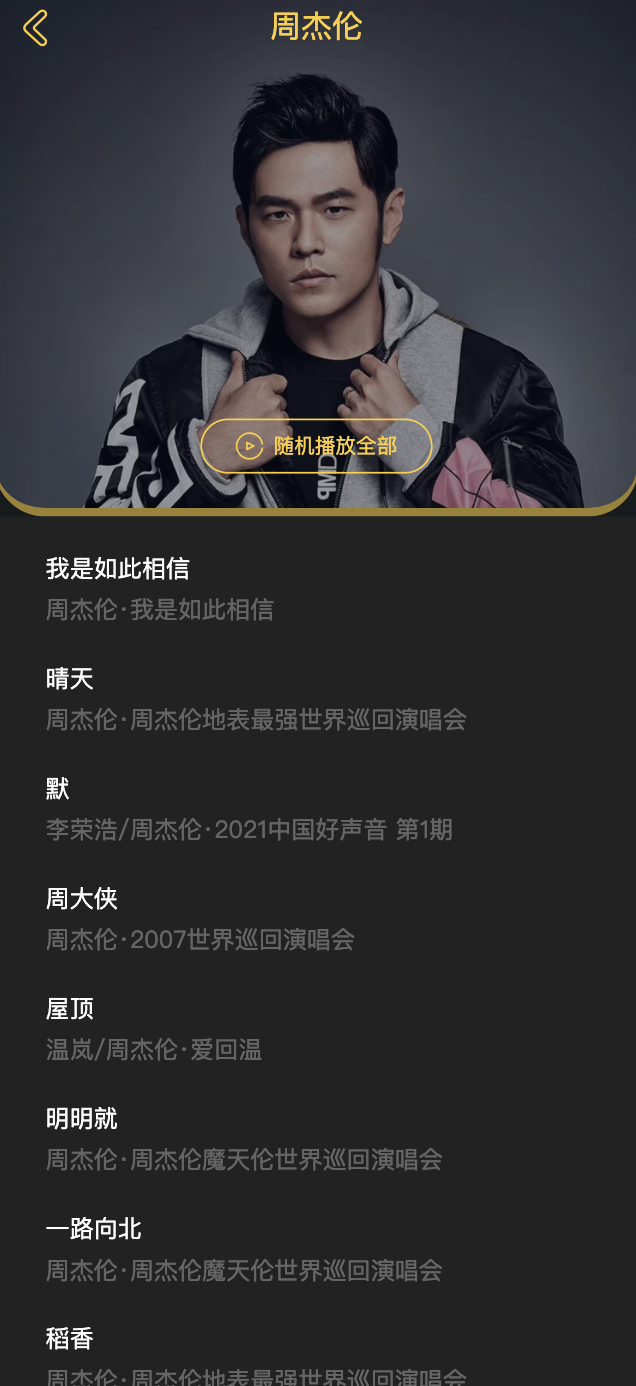 周杰伦
随机播放全部
我是如此相信
周杰伦·我是如此相信
晴天
周杰伦·周杰伦地表最强世界巡回演唱会
默
李荣浩/周杰伦·2021中国好声音 第1期
周大侠
周杰伦·2007世界巡回演唱会
屋顶
温岚/周杰伦·爱回温
明明就
周杰伦·周杰伦魔天伦世界巡回演唱会
一路向北
周杰伦·周杰伦魔天伦世界巡回演唱会
稻香
周杰伦·周杰伦地表最强世界巡回演唱会